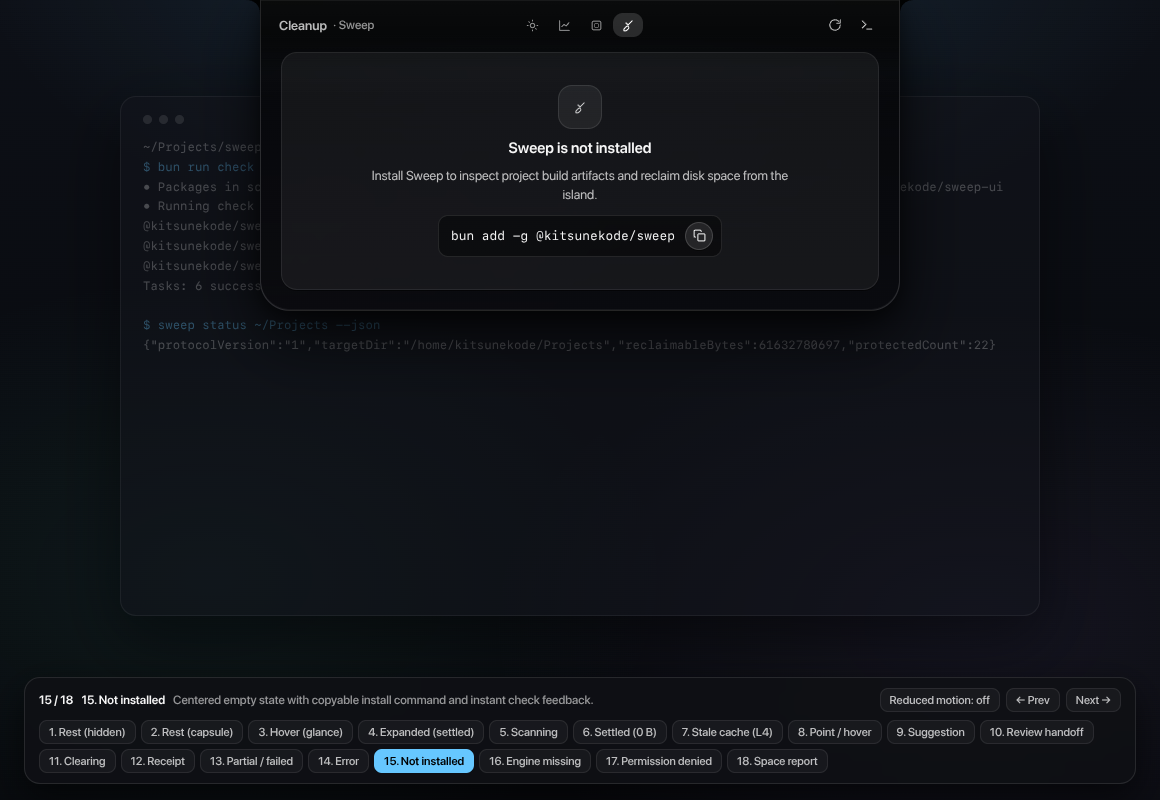 Cleanup · Sweep
Sweep is not installed
Install Sweep to inspect project build artifacts and reclaim disk space from the
island.
bun add -g @kitsunekode/sweep
~/Projects/sweep
$ bun run check
● Packages in sc
ekode/sweep-ui
● Running check
@kitsunekode/swe
@kitsunekode/swe
@kitsunekode/swe
Tasks: 6 success
$ sweep status ~/Projects --json
{"protocolVersion":"1","targetDir":"/home/kitsunekode/Projects","reclaimableBytes":61632780697,"protectedCount":22}
15 / 18 15. Not installed Centered empty state with copyable install command and instant check feedback.
Reduced motion: off ← Prev Next →
1. Rest (hidden) 2. Rest (capsule) 3. Hover (glance) 4. Expanded (settled) 5. Scanning 6. Settled (0 B) 7. Stale cache (L4) 8. Point / hover 9. Suggestion 10. Review handoff
11. Clearing 12. Receipt 13. Partial / failed 14. Error 15. Not installed 16. Engine missing 17. Permission denied 18. Space report